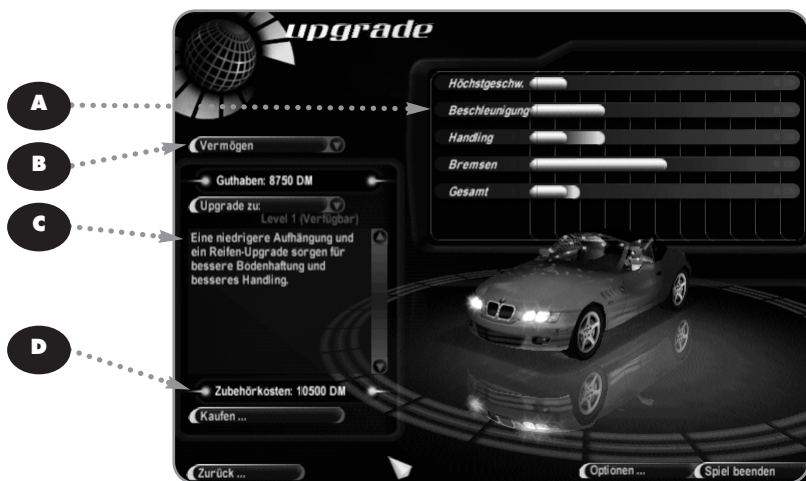 upgrade
A
B
C
D
Höchstgeschw.
Beschleunigung
Handling
Bremsen
Gesamt
Vermögen
Guthaben: 8750 DM
Upgrade zu:
Level 1 (Verfügbar)
Eine niedrigere Aufhängung und
ein Reifen-Upgrade sorgen für
bessere Bodenhaftung und
besseres Handling.
Zubehörkosten: 10500 DM
Kaufen ...
Zurück ...
Optionen ...
Spiel beenden